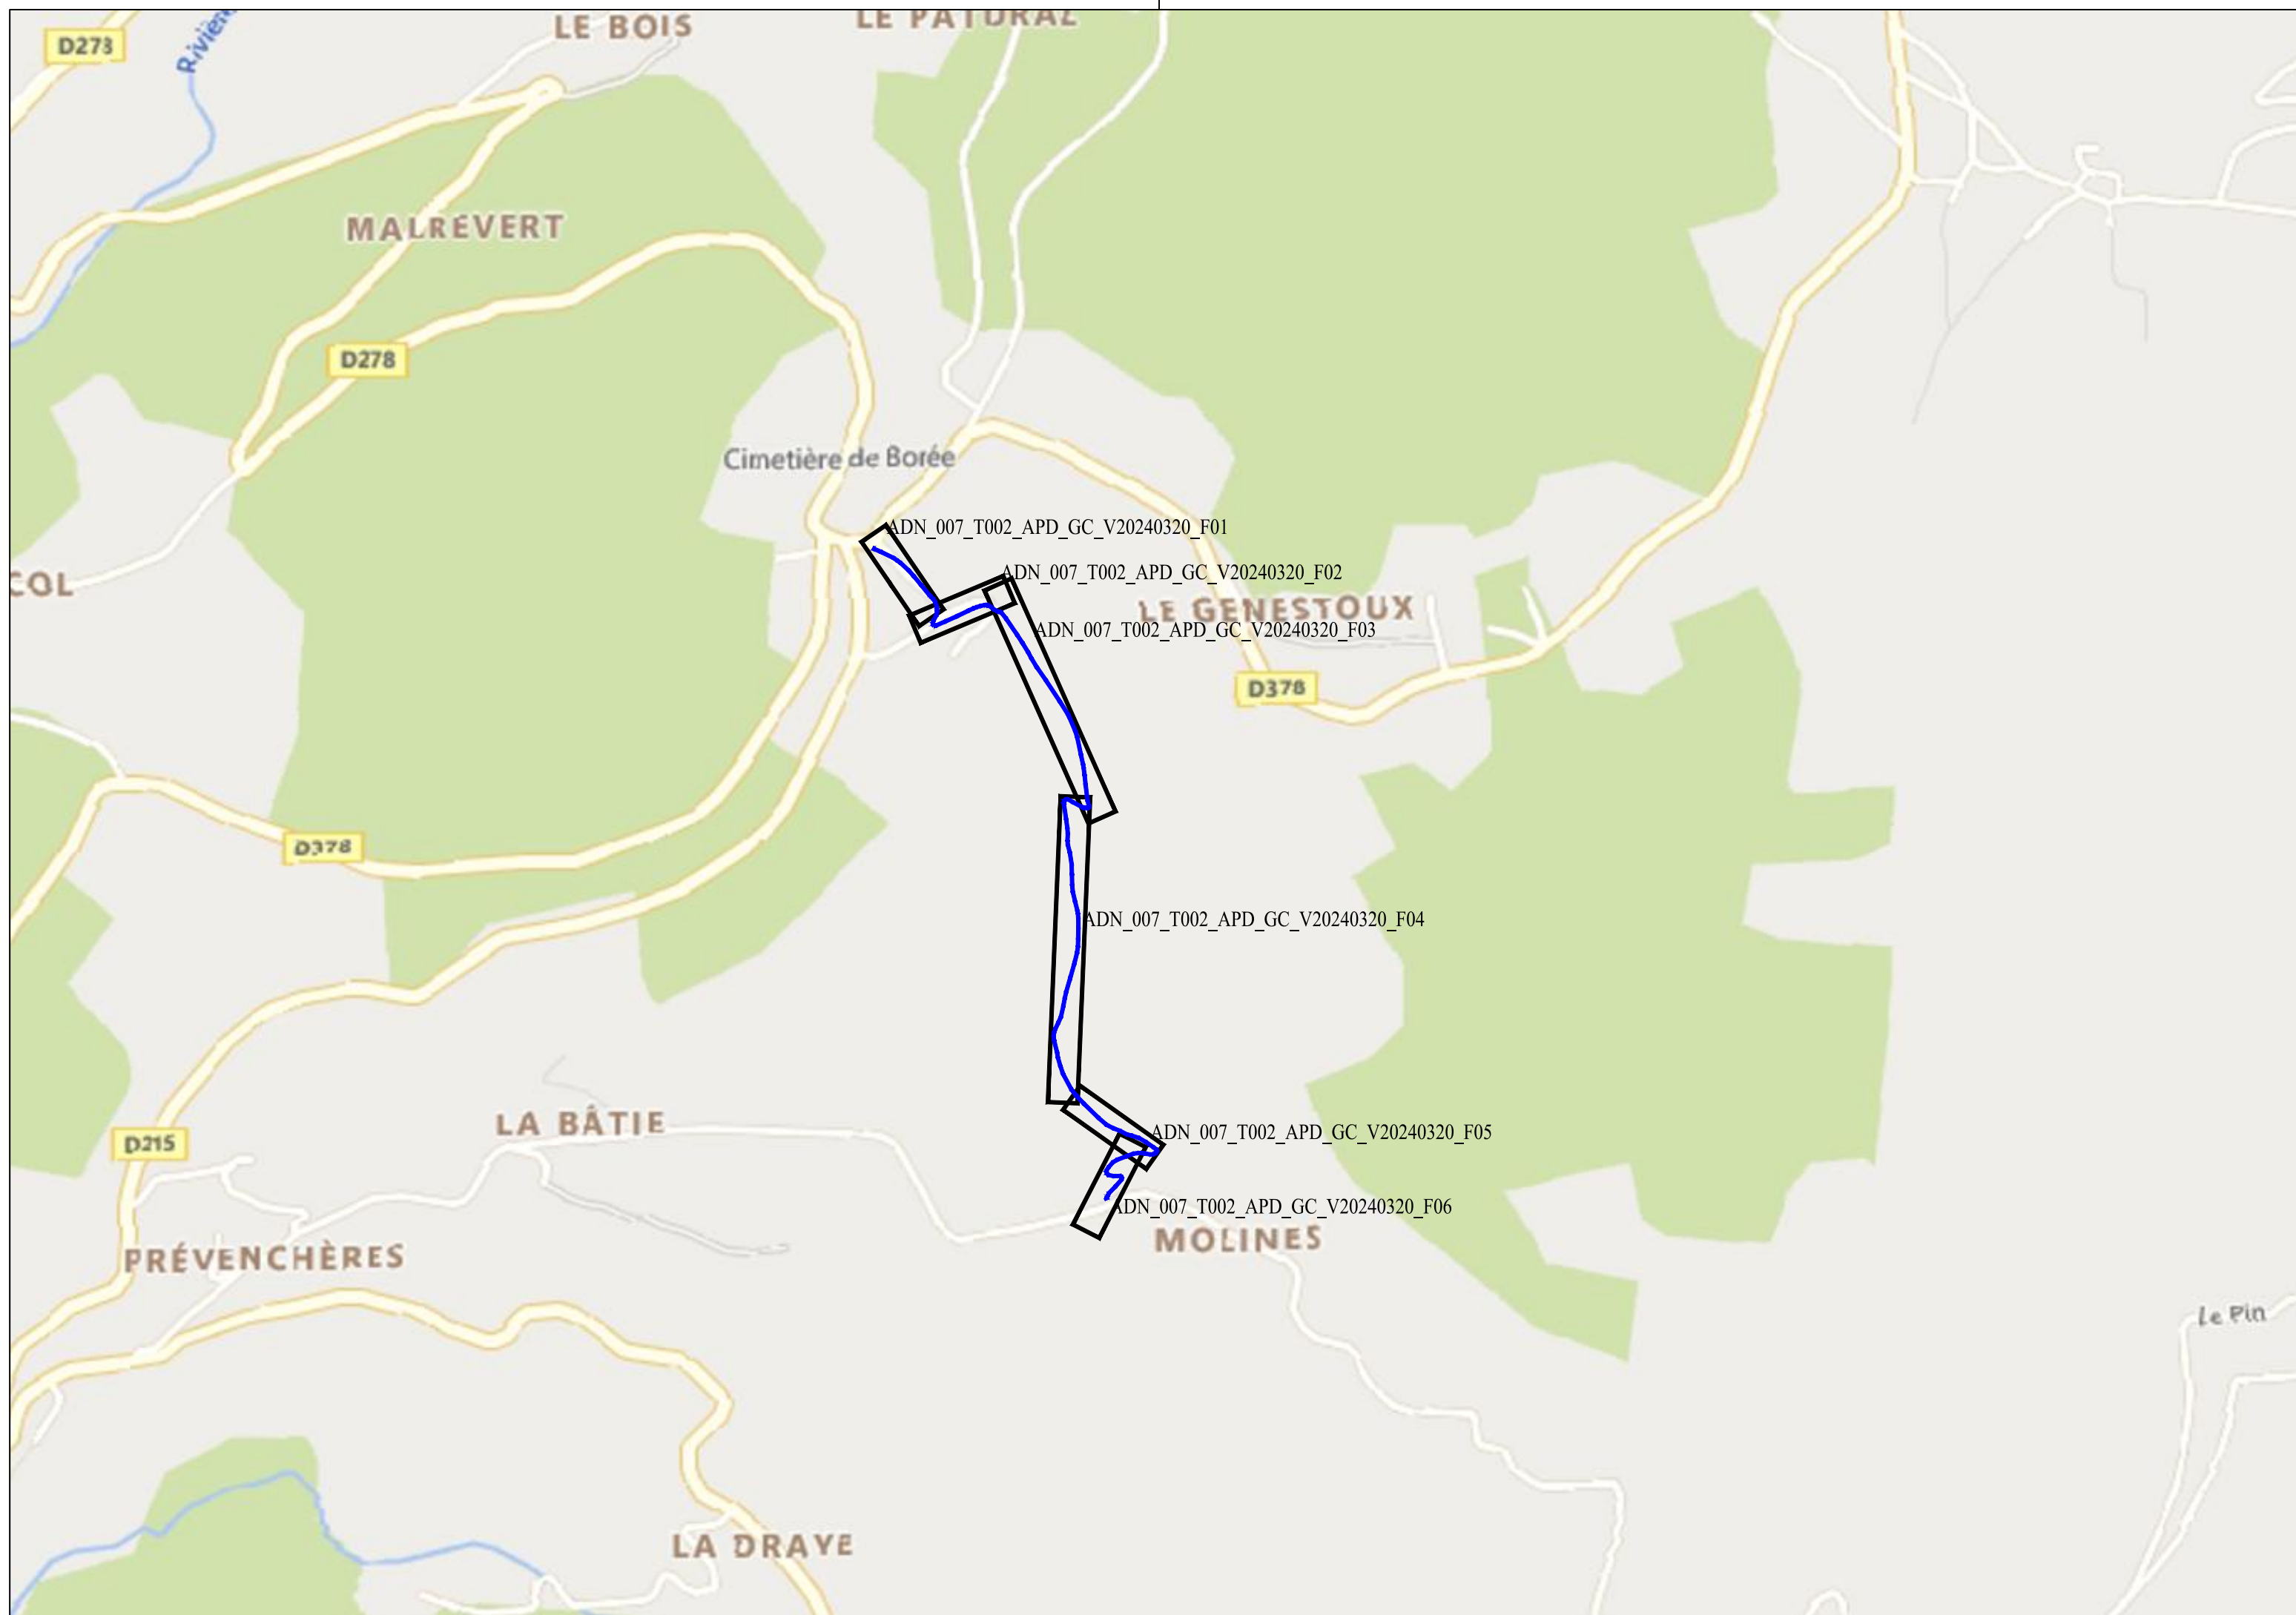 LE BOIS
LE PATURAL
D273
Rivière
MALREVERT
D278
Cimetière de Borée
ADN_007_T002_APD_GC_V20240320_F01
ADN_007_T002_APD_GC_V20240320_F02
COL
LE GENESTOUX
ADN_007_T002_APD_GC_V20240320_F03
D378
D378
ADN_007_T002_APD_GC_V20240320_F04
LA BÂTIE
ADN_007_T002_APD_GC_V20240320_F05
D215
ADN_007_T002_APD_GC_V20240320_F06
MOLINES
PRÉVENCHÈRES
Le Pin
LA DRAYE